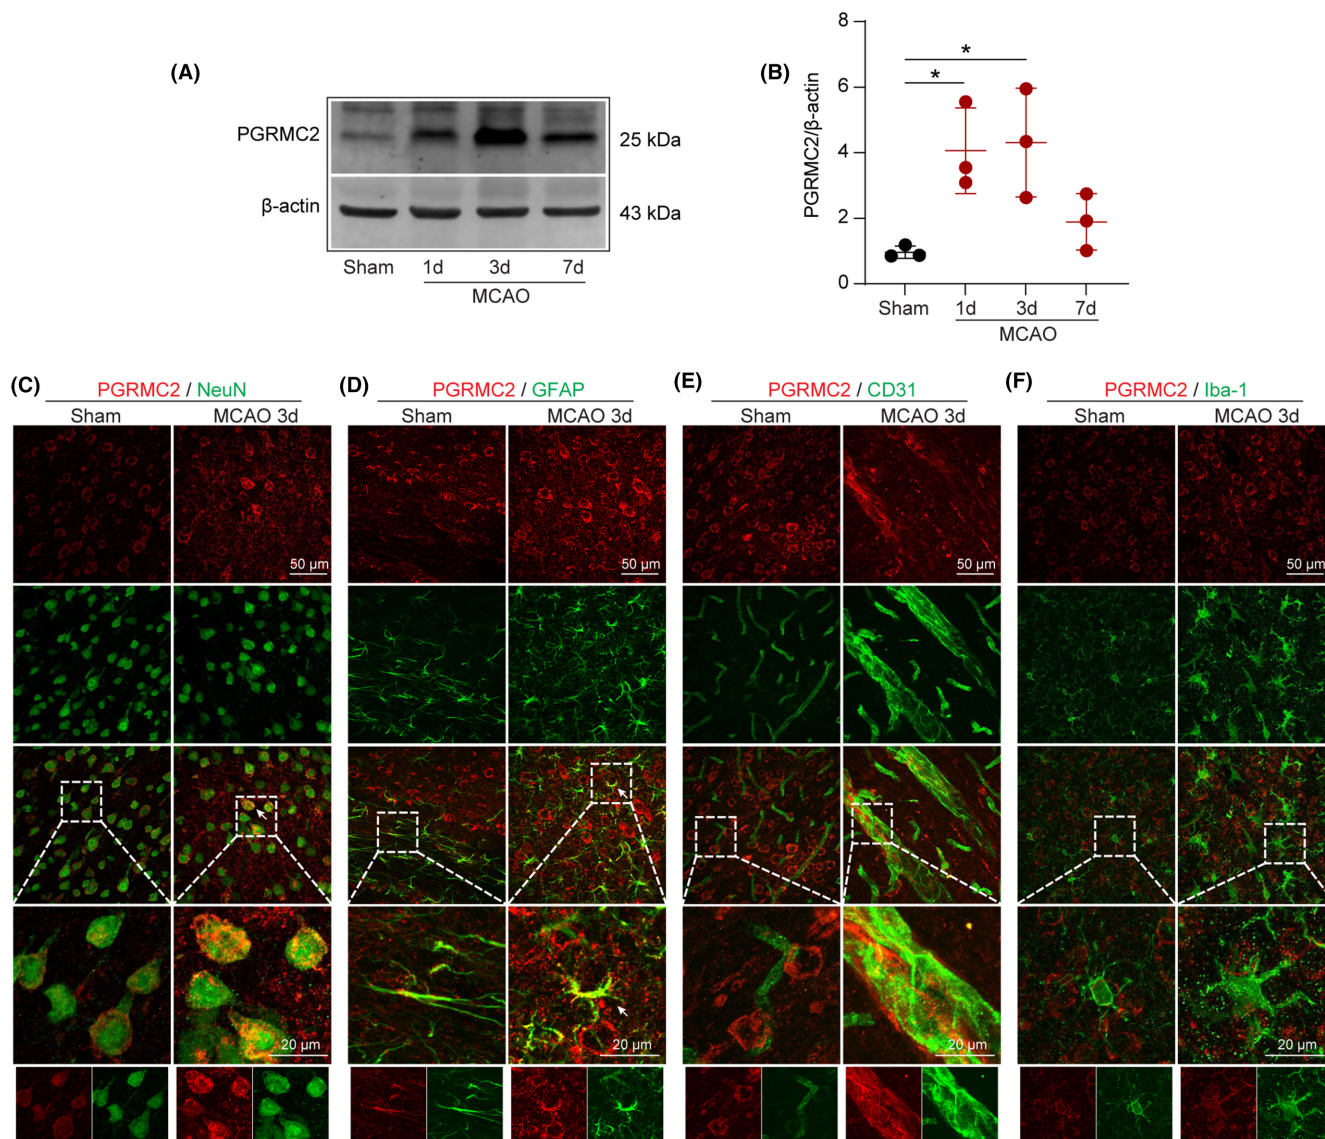 (A)
PGRMC2
25 kDa
β-actin
43 kDa
Sham 1d 3d 7d
MCAO
(B)
PGRMC2/β-actin
8
6
4
2
0
*
*
Sham 1d 3d 7d
MCAO
(C)
PGRMC2 / NeuN
Sham MCAO 3d
50 µm
20 µm
(D)
PGRMC2 / GFAP
Sham MCAO 3d
50 µm
20 µm
(E)
PGRMC2 / CD31
Sham MCAO 3d
50 µm
20 µm
(F)
PGRMC2 / Iba-1
Sham MCAO 3d
50 µm
20 µm